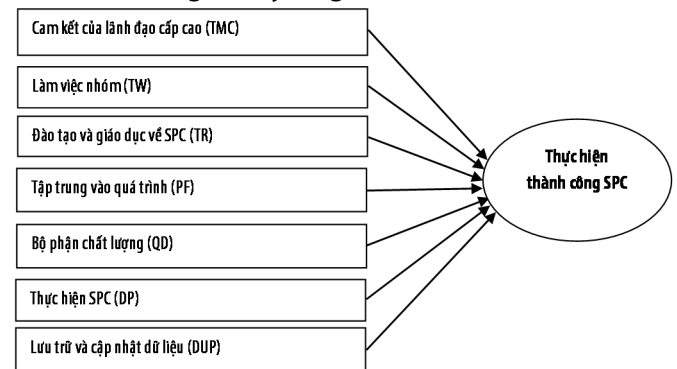 Cam kết của lãnh đạo cấp cao (TMC)
Làm việc nhóm (TW)
Đào tạo và giáo dục về SPC (TR)
Tập trung vào quá trình (PF)
Bộ phận chất lượng (QD)
Thực hiện SPC (DP)
Lưu trữ và cập nhật dữ liệu (DUP)
Thực hiện
thành công SPC